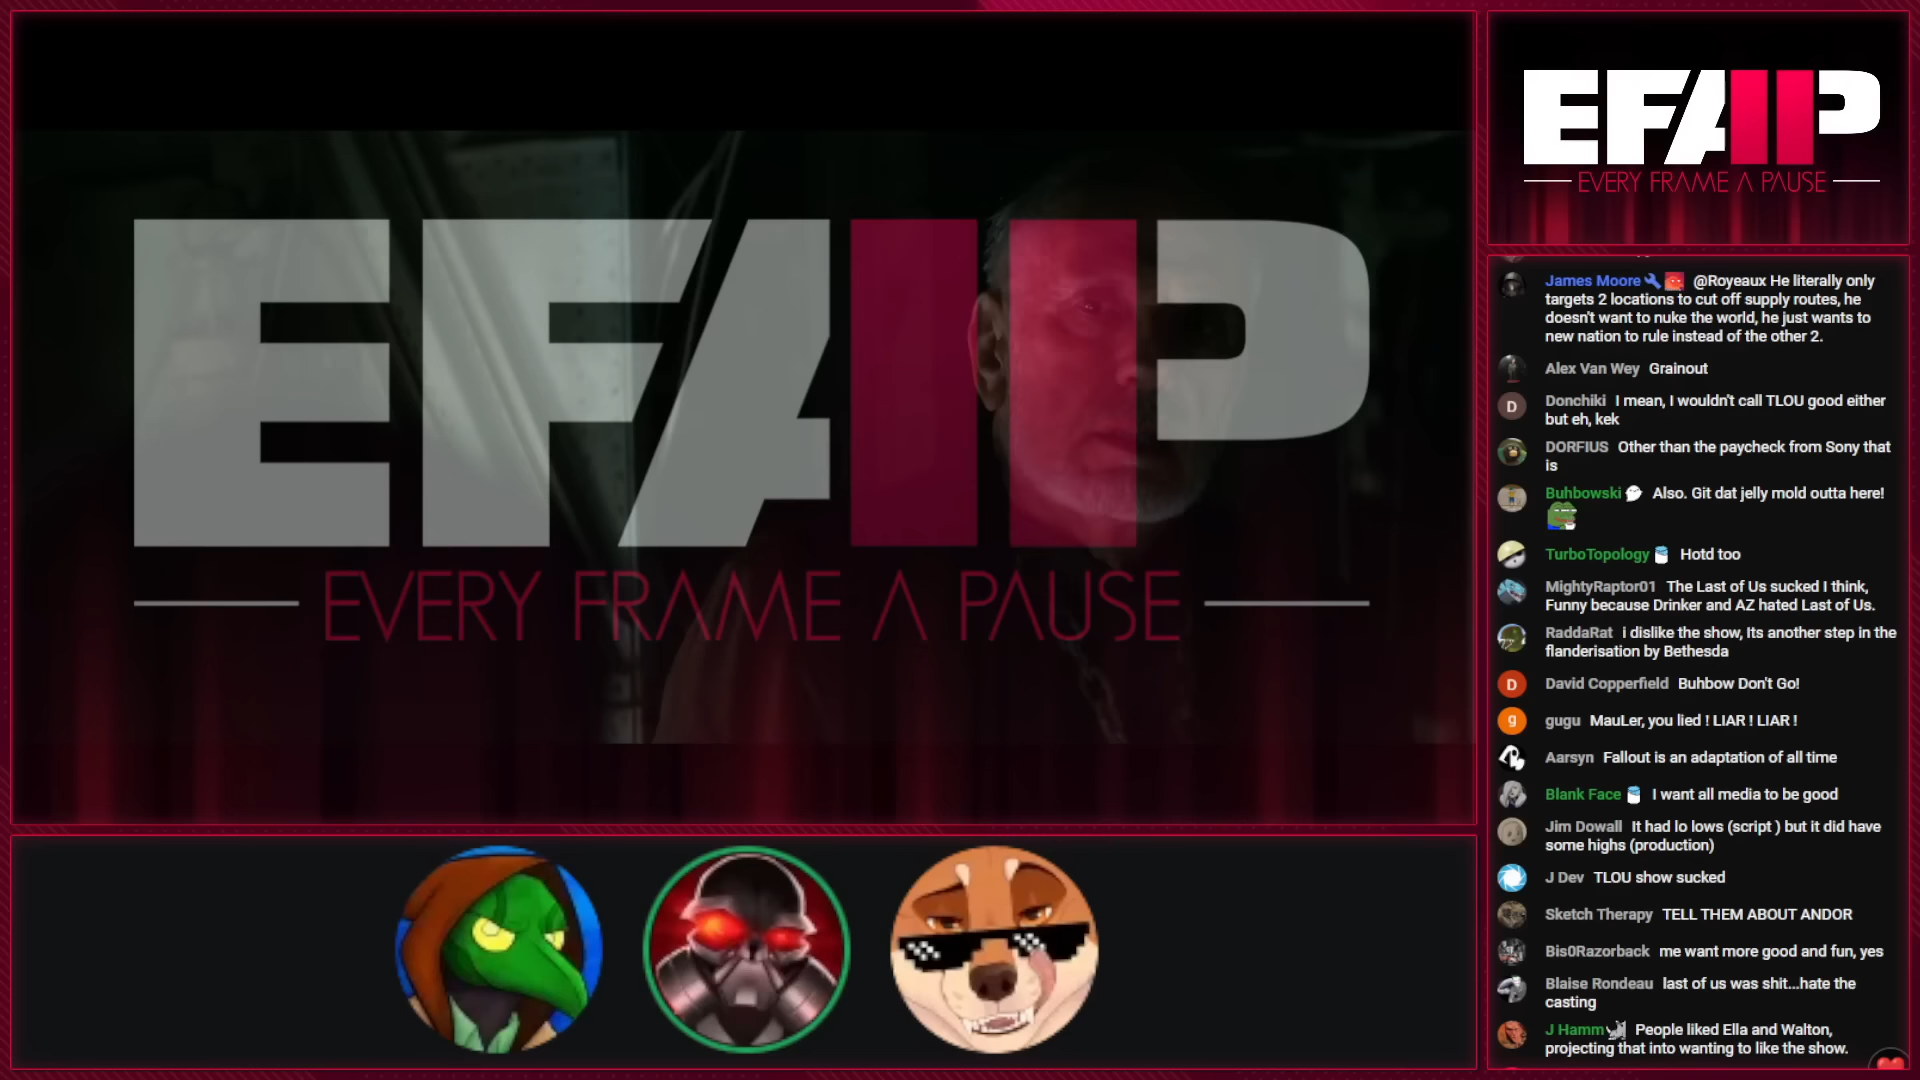 EFAP
EVERY FRAME A PAUSE
EFAP
EVERY FRAME A PAUSE
James Moore @Royeaux He literally only
targets 2 locations to cut off supply routes, he
doesn't want to nuke the world, he just wants to
new nation to rule instead of the other 2.
Alex Van Wey Grainout
D
Donchiki I mean, I wouldn't call TLOU good either
but eh, kek
DORFIUS Other than the paycheck from Sony that
is
Buhbowski Also. Git dat jelly mold outta here!
TurboTopology Hotd too
MightyRaptor01 The Last of Us sucked I think,
Funny because Drinker and AZ hated Last of Us.
RaddaRat i dislike the show, Its another step in the
flanderisation by Bethesda
D
David Copperfield Buhbow Don't Go!
g
gugu MauLer, you lied ! LIAR ! LIAR !
Aarsyn Fallout is an adaptation of all time
Blank Face I want all media to be good
Jim Dowall It had lo lows (script ) but it did have
some highs (production)
J Dev TLOU show sucked
Sketch Therapy TELL THEM ABOUT ANDOR
Bis0Razorback me want more good and fun, yes
Blaise Rondeau last of us was shit...hate the
casting
J Hamm People liked Ella and Walton,
projecting that into wanting to like the show.